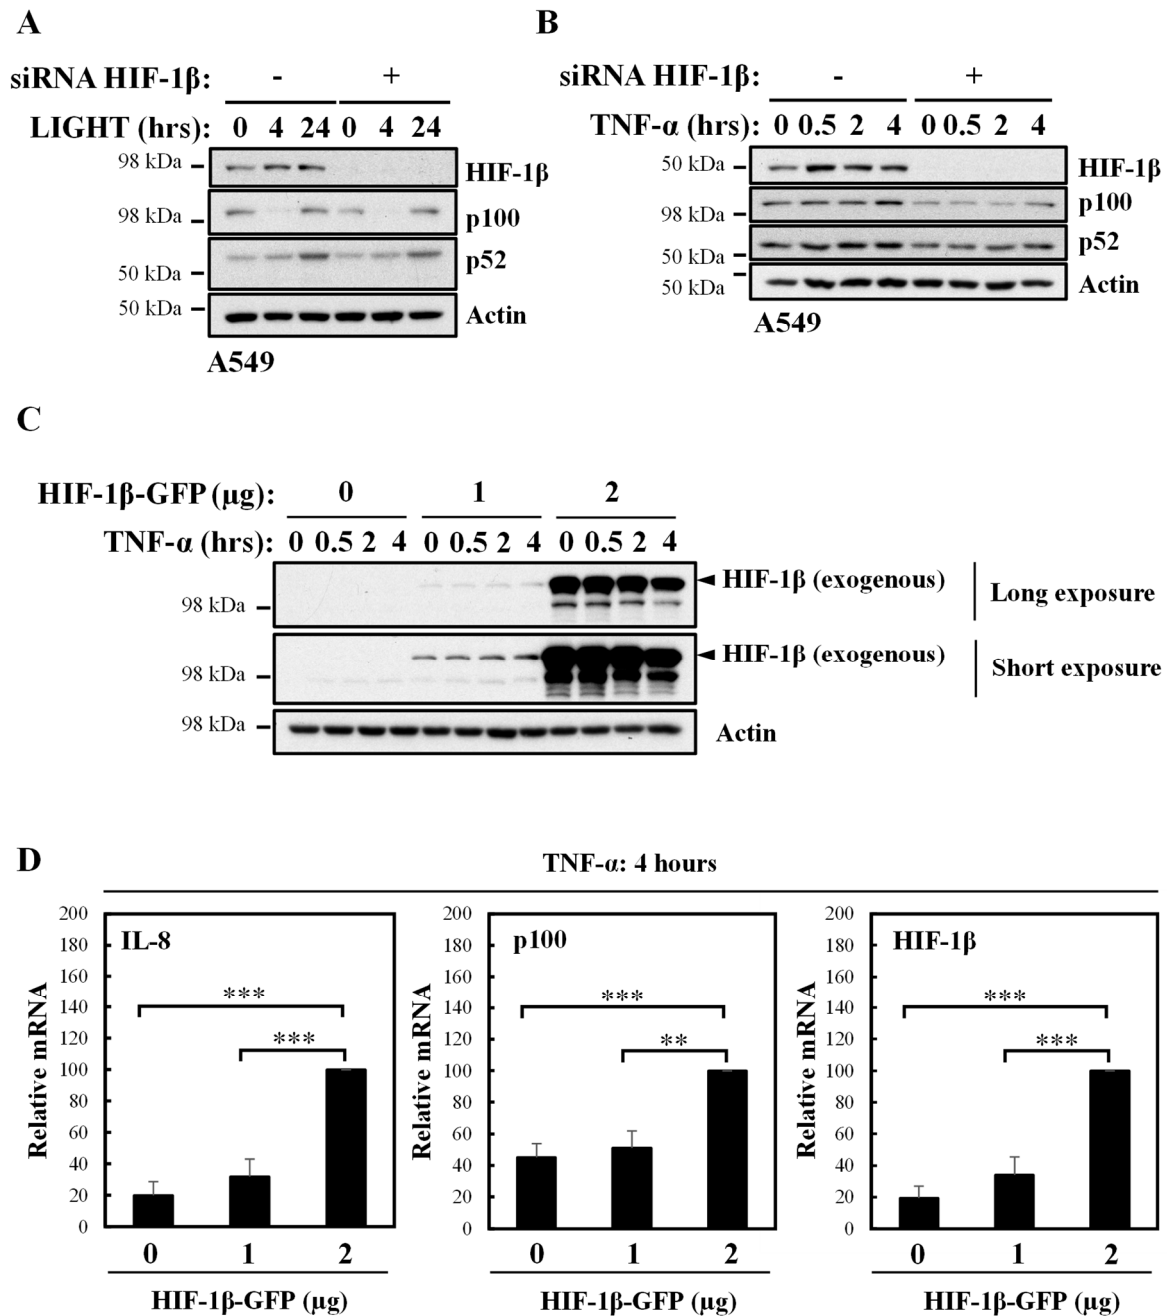 A
siRNA HIF-1β: - +
LIGHT (hrs): 0 4 24 0 4 24
98 kDa HIF-1β
98 kDa p100
50 kDa p52
50 kDa Actin
A549
B
siRNA HIF-1β: - +
TNF-α (hrs): 0 0.5 2 4 0 0.5 2 4
50 kDa HIF-1β
98 kDa p100
50 kDa p52
50 kDa Actin
A549
C
HIF-1β-GFP (µg): 0 1 2
TNF-α (hrs): 0 0.5 2 4 0 0.5 2 4 0 0.5 2 4
98 kDa HIF-1β (exogenous) Long exposure
98 kDa HIF-1β (exogenous) Short exposure
98 kDa Actin
D
TNF-α: 4 hours
Relative mRNA
200
180
160
140
120
100
80
60
40
20
0
IL-8
***
***
0 1 2
HIF-1β-GFP (µg)
Relative mRNA
200
180
160
140
120
100
80
60
40
20
0
p100
***
**
0 1 2
HIF-1β-GFP (µg)
Relative mRNA
200
180
160
140
120
100
80
60
40
20
0
HIF-1β
***
***
0 1 2
HIF-1β-GFP (µg)